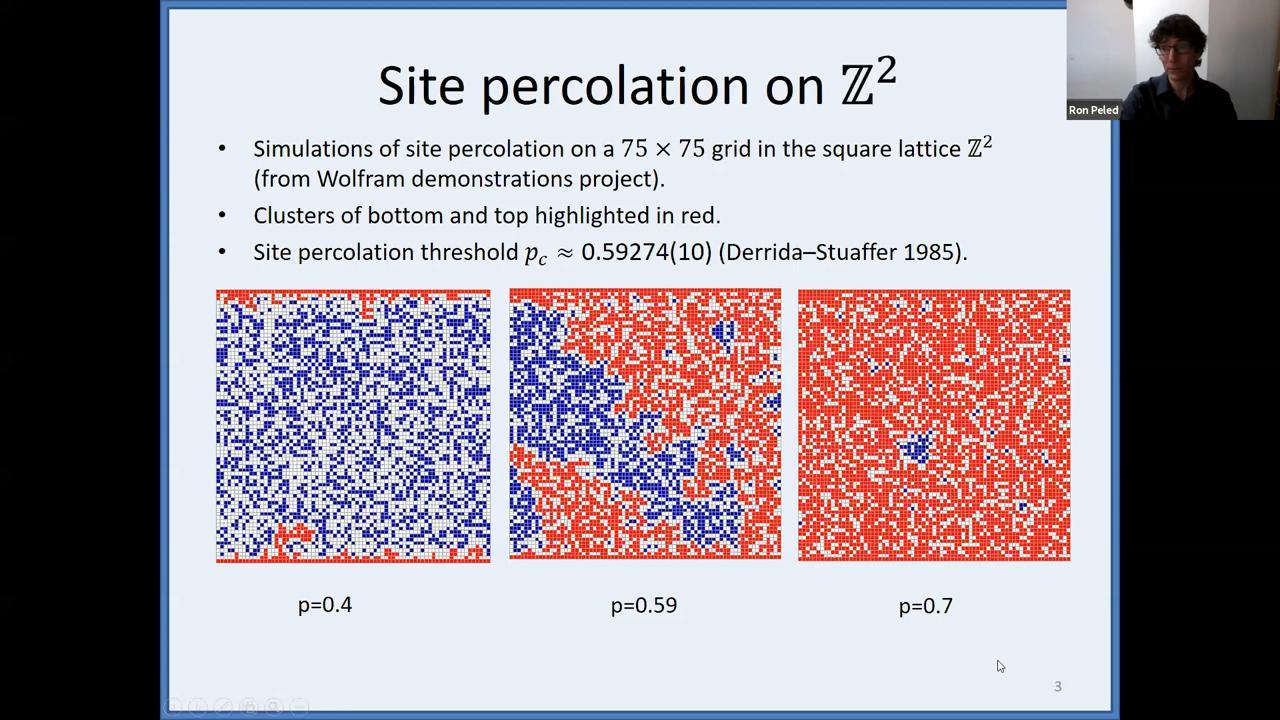 Site percolation on ℤ²
Ron Peled
• Simulations of site percolation on a 75 × 75 grid in the square lattice ℤ²
(from Wolfram demonstrations project).
• Clusters of bottom and top highlighted in red.
• Site percolation threshold p_c ≈ 0.59274(10) (Derrida–Stuaffer 1985).
p=0.4
p=0.59
p=0.7
3